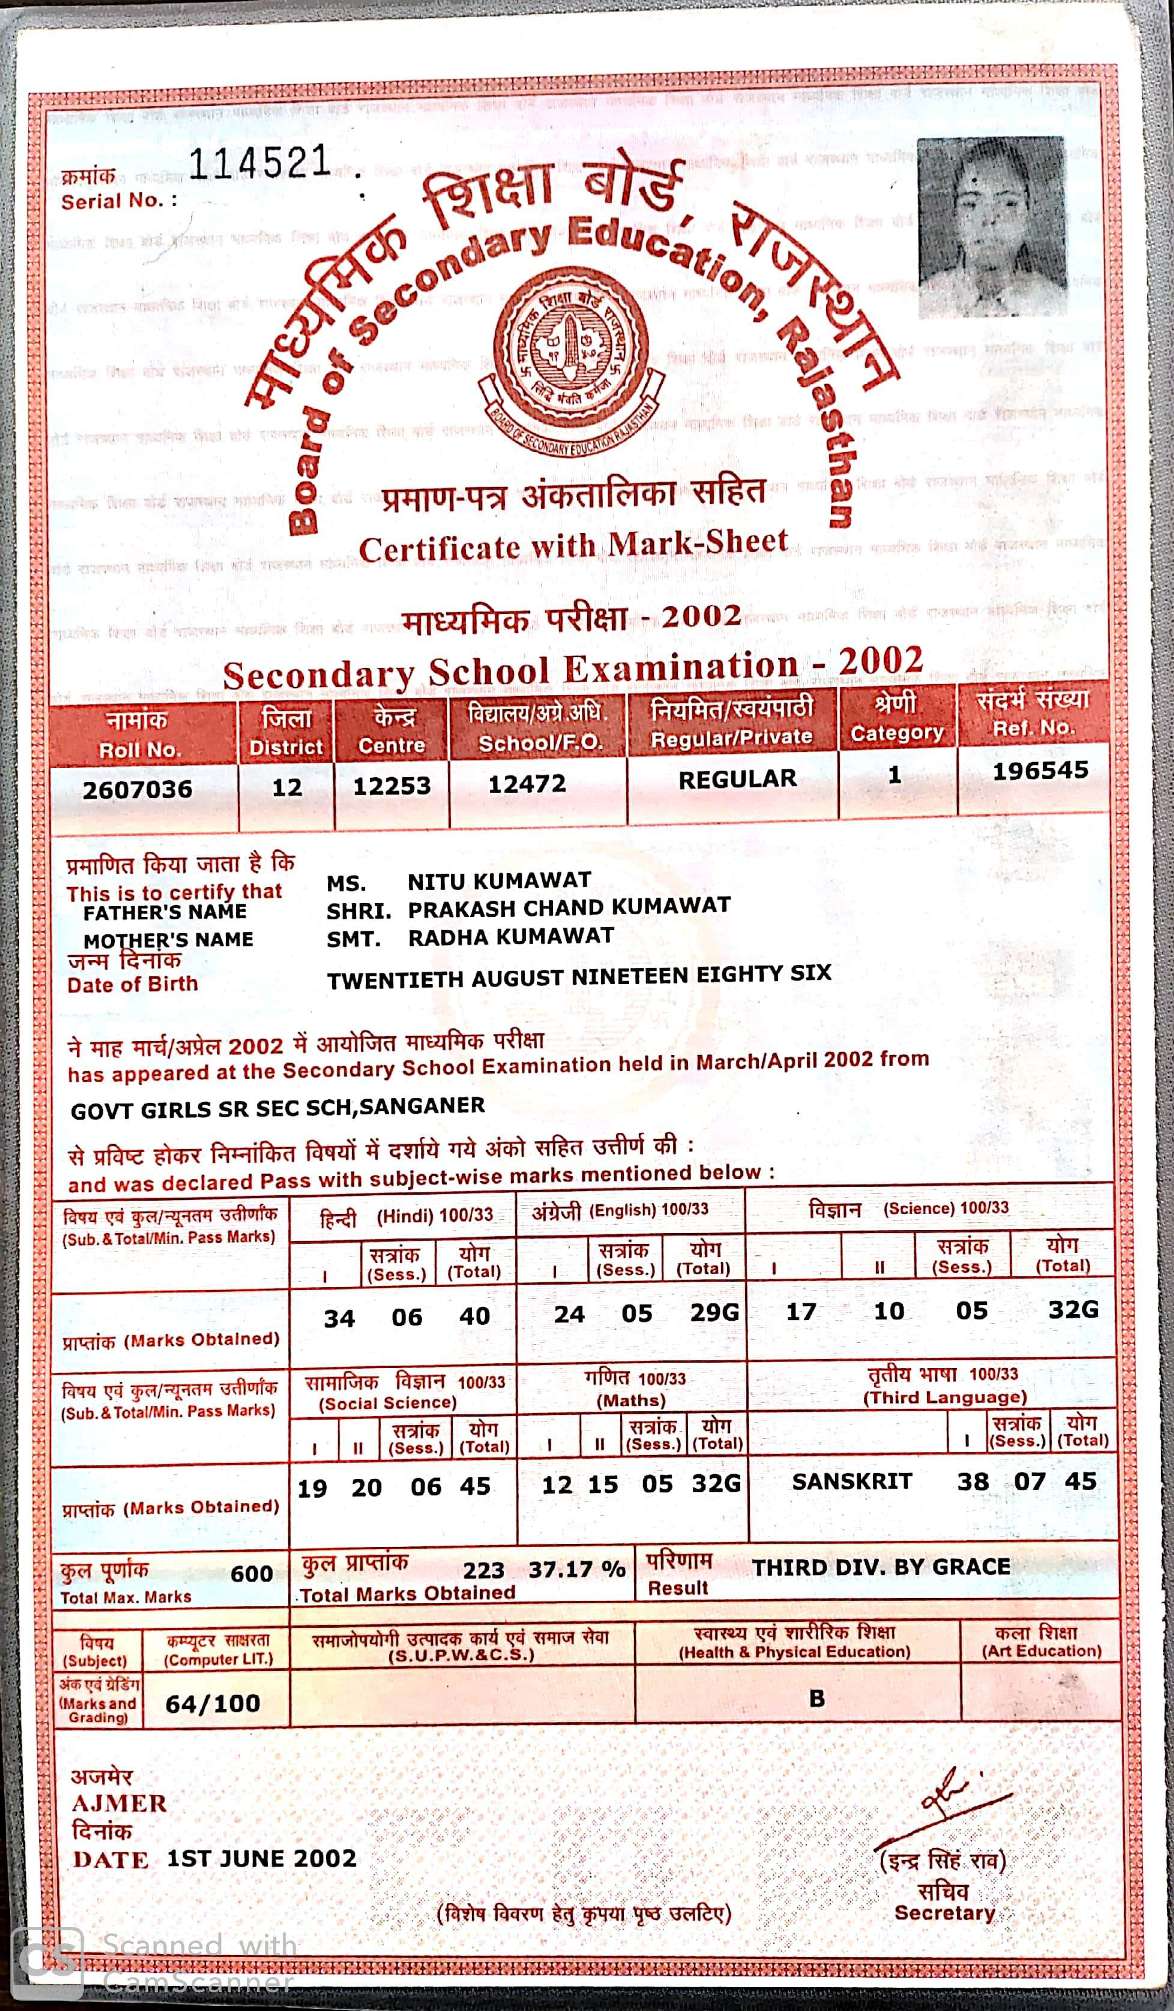 क्रमांक 114521
Serial No. :
माध्यमिक शिक्षा बोर्ड, राजस्थान
Board of Secondary Education, Rajasthan
माध्यमिक शिक्षा बोर्ड राजस्थान
सिद्धि र्भवति कर्मजा
BOARD OF SECONDARY EDUCATION RAJASTHAN
प्रमाण-पत्र अंकतालिका सहित
Certificate with Mark-Sheet
माध्यमिक परीक्षा - 2002
Secondary School Examination - 2002
नामांक जिला केन्द्र विद्यालय/अग्रे.अधि. नियमित/स्वयंपाठी श्रेणी संदर्भ संख्या
Roll No. District Centre School/F.O. Regular/Private Category Ref. No.
2607036 12 12253 12472 REGULAR 1 196545
प्रमाणित किया जाता है कि
This is to certify that MS. NITU KUMAWAT
FATHER'S NAME SHRI. PRAKASH CHAND KUMAWAT
MOTHER'S NAME SMT. RADHA KUMAWAT
जन्म दिनांक
Date of Birth TWENTIETH AUGUST NINETEEN EIGHTY SIX
ने माह मार्च/अप्रेल 2002 में आयोजित माध्यमिक परीक्षा
has appeared at the Secondary School Examination held in March/April 2002 from
GOVT GIRLS SR SEC SCH,SANGANER
से प्रविष्ट होकर निम्नांकित विषयों में दर्शाये गये अंको सहित उत्तीर्ण की :
and was declared Pass with subject-wise marks mentioned below :
विषय एवं कुल/न्यूनतम उतीर्णांक हिन्दी (Hindi) 100/33 अंग्रेजी (English) 100/33 विज्ञान (Science) 100/33
(Sub. & Total/Min. Pass Marks)
सत्रांक योग सत्रांक योग सत्रांक योग
I (Sess.) (Total) I (Sess.) (Total) I II (Sess.) (Total)
प्राप्तांक (Marks Obtained) 34 06 40 24 05 29G 17 10 05 32G
विषय एवं कुल/न्यूनतम उतीर्णांक सामाजिक विज्ञान 100/33 गणित 100/33 तृतीय भाषा 100/33
(Sub. & Total/Min. Pass Marks) (Social Science) (Maths) (Third Language)
सत्रांक योग सत्रांक योग सत्रांक योग
I II (Sess.) (Total) I II (Sess.) (Total) I (Sess.) (Total)
प्राप्तांक (Marks Obtained) 19 20 06 45 12 15 05 32G SANSKRIT 38 07 45
कुल पूर्णांक 600 कुल प्राप्तांक 223 37.17 % परिणाम THIRD DIV. BY GRACE
Total Max. Marks Total Marks Obtained Result
विषय कम्प्यूटर साक्षरता समाजोपयोगी उत्पादक कार्य एवं समाज सेवा स्वास्थ्य एवं शारीरिक शिक्षा कला शिक्षा
(Subject) (Computer LIT.) (S.U.P.W.&C.S.) (Health & Physical Education) (Art Education)
अंक एवं ग्रेडिंग
(Marks and 64/100 B
Grading)
अजमेर
AJMER
दिनांक
DATE 1ST JUNE 2002
(इन्द्र सिंह राव)
सचिव
Secretary
(विशेष विवरण हेतु कृपया पृष्ठ उलटिए)
CS Scanned with
CamScanner